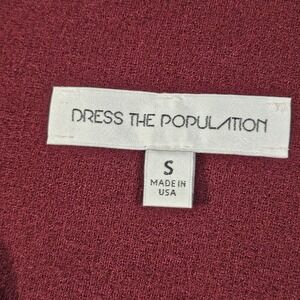 DRESS THE POPULATION
S
MADE IN
USA